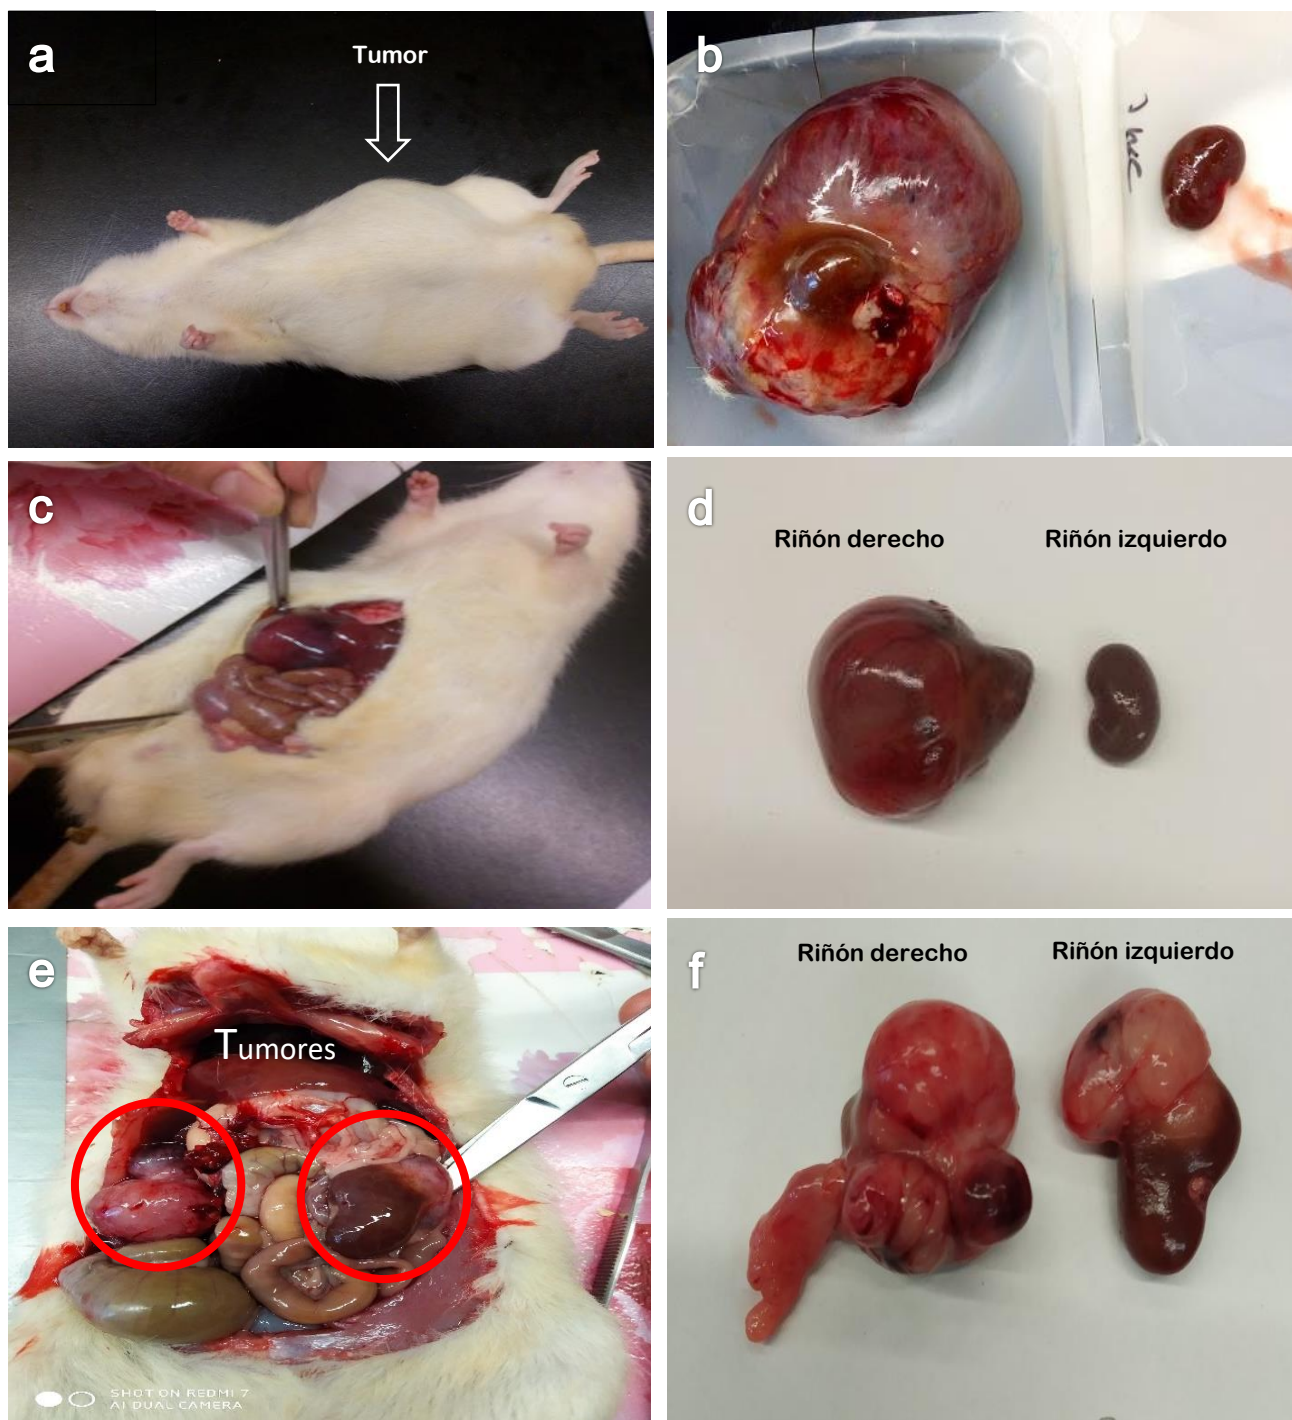 a
Tumor
b
c
d
Riñón derecho
Riñón izquierdo
e
Tumores
SHOT ON REDMI 7
AI DUAL CAMERA
f
Riñón derecho
Riñón izquierdo